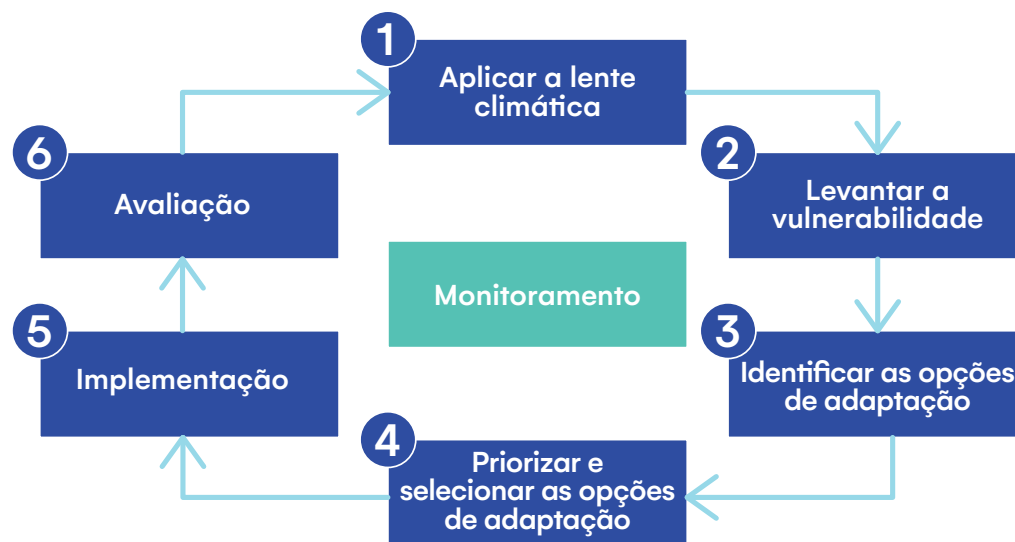 1
Aplicar a lente
climática
2
Levantar a
vulnerabilidade
3
Identificar as opções
de adaptação
4
Priorizar e
selecionar as opções
de adaptação
5
Implementação
6
Avaliação
Monitoramento